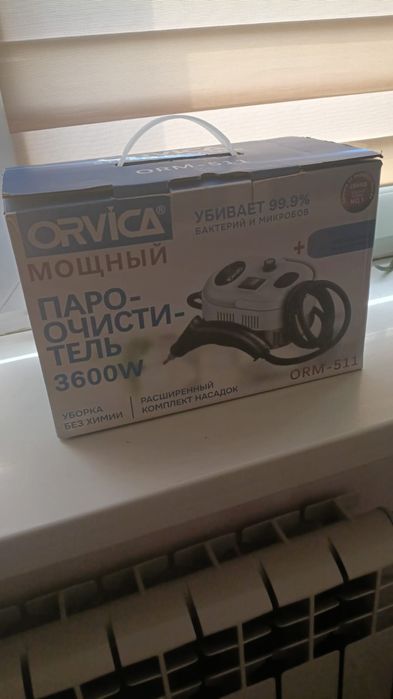 ORM-511
ORVICA®
МОЩНЫЙ
ПАРО-
ОЧИСТИ-
ТЕЛЬ
3600W
УБОРКА
БЕЗ ХИМИИ
РАСШИРЕННЫЙ
КОМПЛЕКТ НАСАДОК
УБИВАЕТ 99.9%
БАКТЕРИЙ И МИКРОБОВ
+
ORM-511